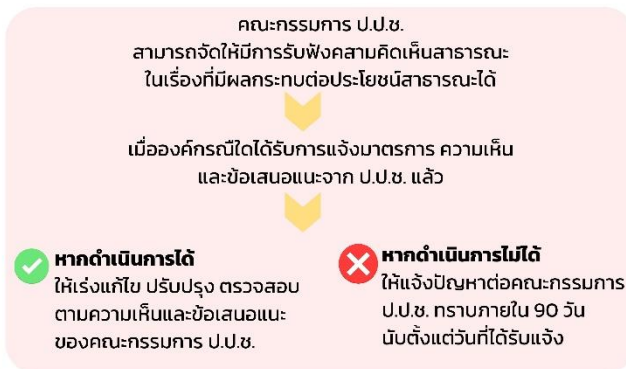 คณะกรรมการ ป.ป.ช.
สามารถจัดให้มีการรับฟังคสามคิดเห็นสาธารณะ
ในเรื่องที่มีผลกระทบต่อประโยชน์สาธารณะได้
เมื่อองค์กรณีใดได้รับการแจ้งมาตรการ ความเห็น
และข้อเสนอแนะจาก ป.ป.ช. แล้ว
หากดำเนินการได้
ให้เร่งแก้ไข ปรับปรุง ตรวจสอบ
ตามความเห็นและข้อเสนอแนะ
ของคณะกรรมการ ป.ป.ช.
หากดำเนินการไม่ได้
ให้แจ้งปัญหาต่อคณะกรรมการ
ป.ป.ช. ทราบภายใน 90 วัน
นับตั้งแต่วันที่ได้รับแจ้ง